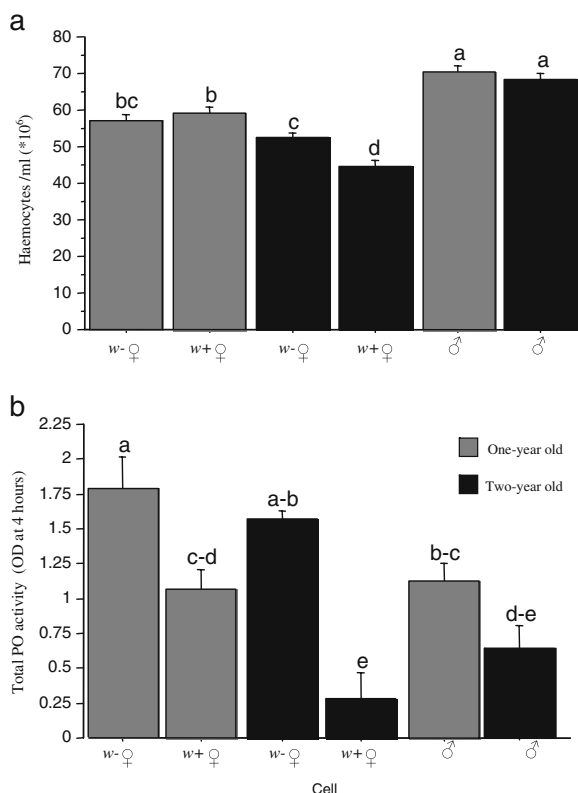 a
Haemocytes /ml (*10⁶)
80
70
60
50
40
30
20
10
0
bc
b
c
d
a
a
w-♀
w+♀
w-♀
w+♀
♂
♂
b
Total PO activity (OD at 4 hours)
2.25
2
1.75
1.5
1.25
1
0.75
0.5
0.25
0
a
c-d
a-b
e
b-c
d-e
One-year old
Two-year old
w-♀
w+♀
w-♀
w+♀
♂
♂
Cell